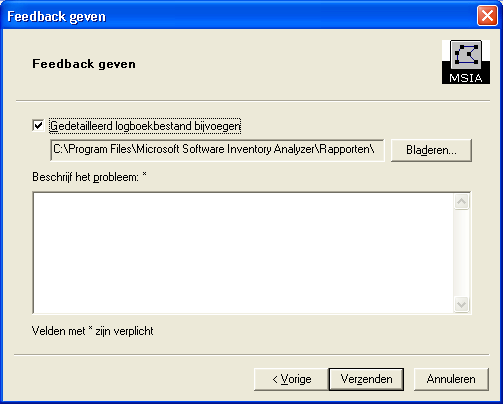 Feedback geven
Feedback geven
MSIA
Gedetailleerd logboekbestand bijvoegen
C:\Program Files\Microsoft Software Inventory Analyzer\Rapporten\
Bladeren...
Beschrijf het probleem: *
Velden met * zijn verplicht
< Vorige
Verzenden
Annuleren